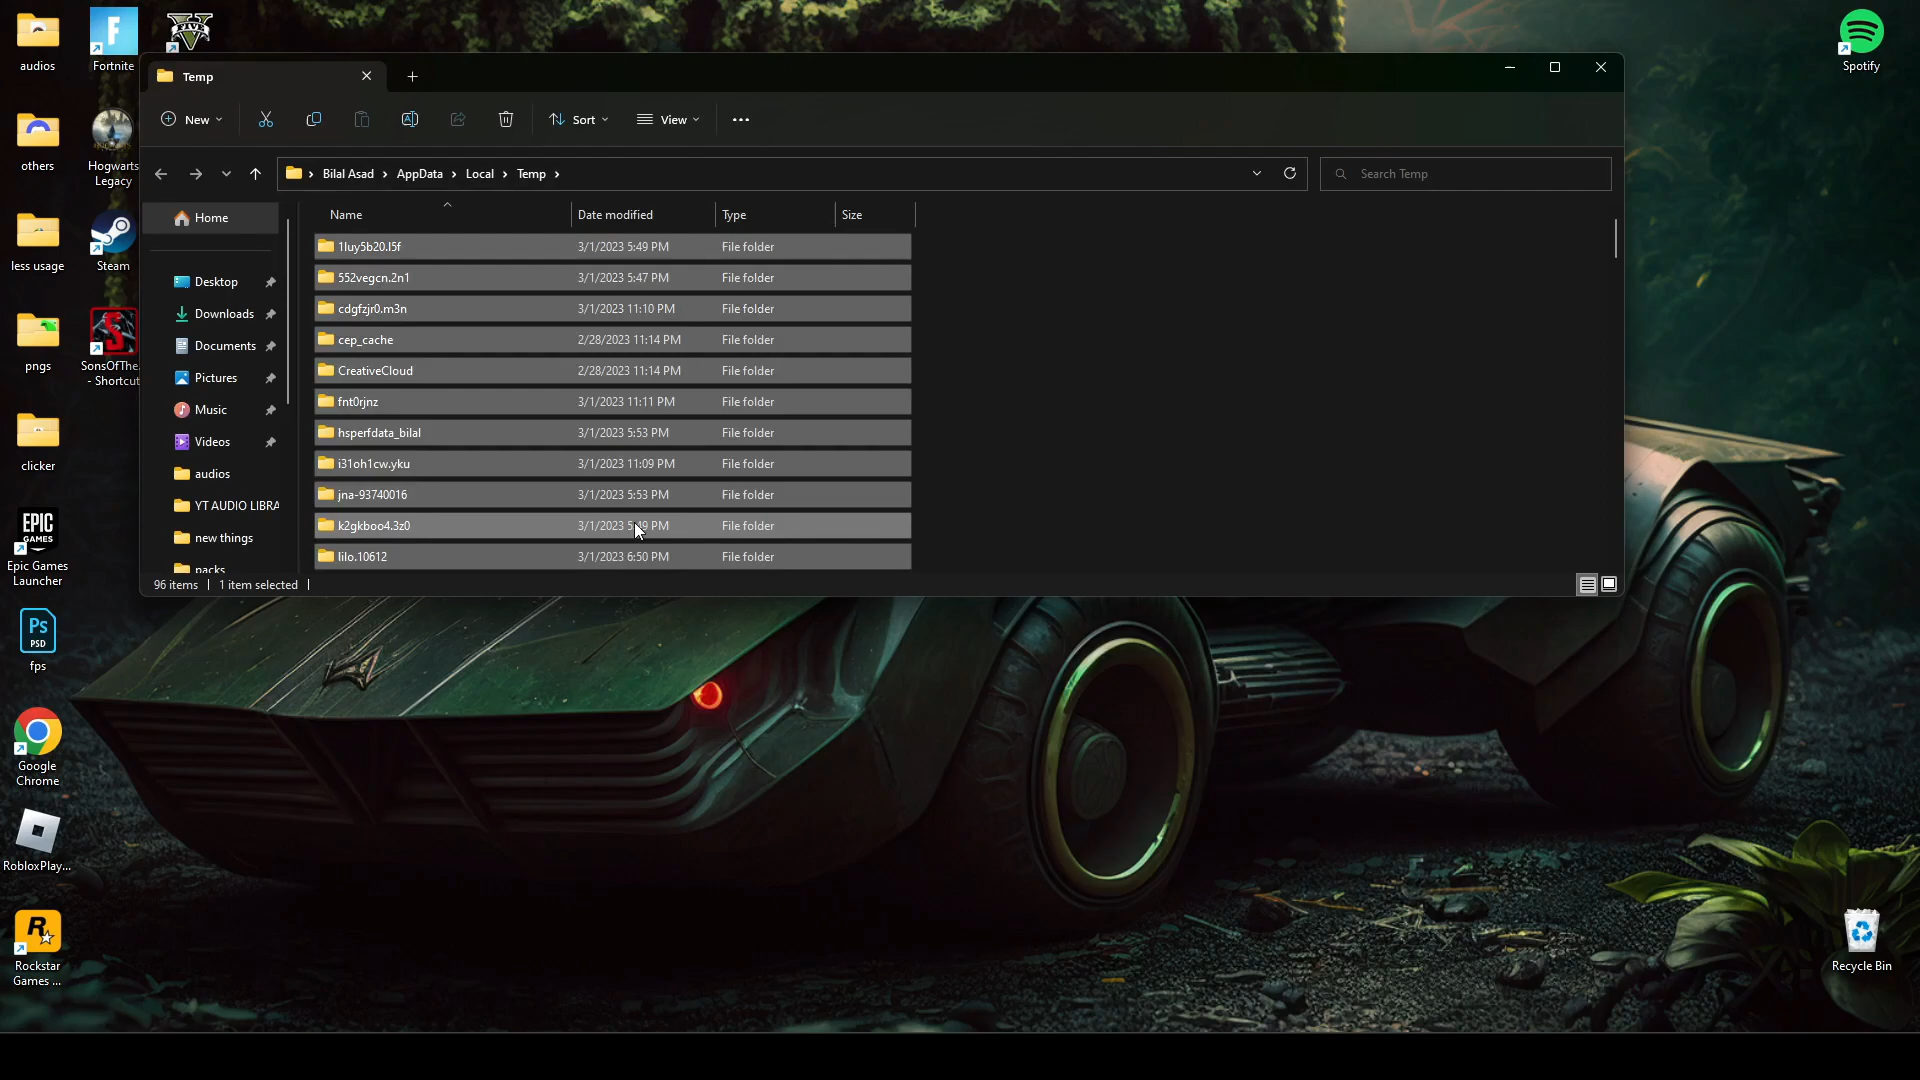 audios
Fortnite
others
Hogwarts
Legacy
less usage
Steam
pngs
SonsOfThe...
- Shortcut
clicker
EPIC
GAMES
Epic Games
Launcher
Ps
PSD
fps
Google
Chrome
RobloxPlay...
Rockstar
Games ...
Spotify
Recycle Bin
Temp
New
Sort
View
Bilal Asad > AppData > Local > Temp >
Search Temp
Home
Desktop
Downloads
Documents
Pictures
Music
Videos
audios
YT AUDIO LIBRA
new things
packs
Name Date modified Type Size
1luy5b20.l5f 3/1/2023 5:49 PM File folder
552vegcn.2n1 3/1/2023 5:47 PM File folder
cdgfzjr0.m3n 3/1/2023 11:10 PM File folder
cep_cache 2/28/2023 11:14 PM File folder
CreativeCloud 2/28/2023 11:14 PM File folder
fnt0rjnz 3/1/2023 11:11 PM File folder
hsperfdata_bilal 3/1/2023 5:53 PM File folder
i31oh1cw.yku 3/1/2023 11:09 PM File folder
jna-93740016 3/1/2023 5:53 PM File folder
k2gkboo4.3z0 3/1/2023 5:49 PM File folder
lilo.10612 3/1/2023 6:50 PM File folder
96 items | 1 item selected |